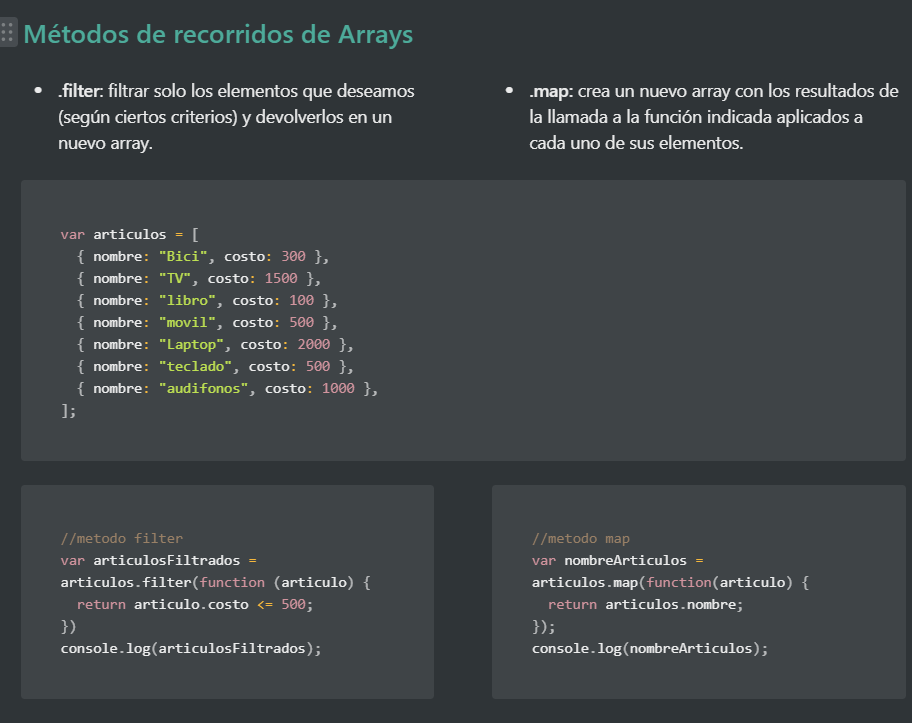 Métodos de recorridos de Arrays
.filter: filtrar solo los elementos que deseamos
(según ciertos criterios) y devolverlos en un
nuevo array.
.map: crea un nuevo array con los resultados de
la llamada a la función indicada aplicados a
cada uno de sus elementos.
var articulos = [
  { nombre: "Bici", costo: 300 },
  { nombre: "TV", costo: 1500 },
  { nombre: "libro", costo: 100 },
  { nombre: "movil", costo: 500 },
  { nombre: "Laptop", costo: 2000 },
  { nombre: "teclado", costo: 500 },
  { nombre: "audifonos", costo: 1000 },
];
//metodo filter
var articulosFiltrados =
articulos.filter(function (articulo) {
  return articulo.costo <= 500;
})
console.log(articulosFiltrados);
//metodo map
var nombreArticulos =
articulos.map(function(articulo) {
  return articulos.nombre;
});
console.log(nombreArticulos);